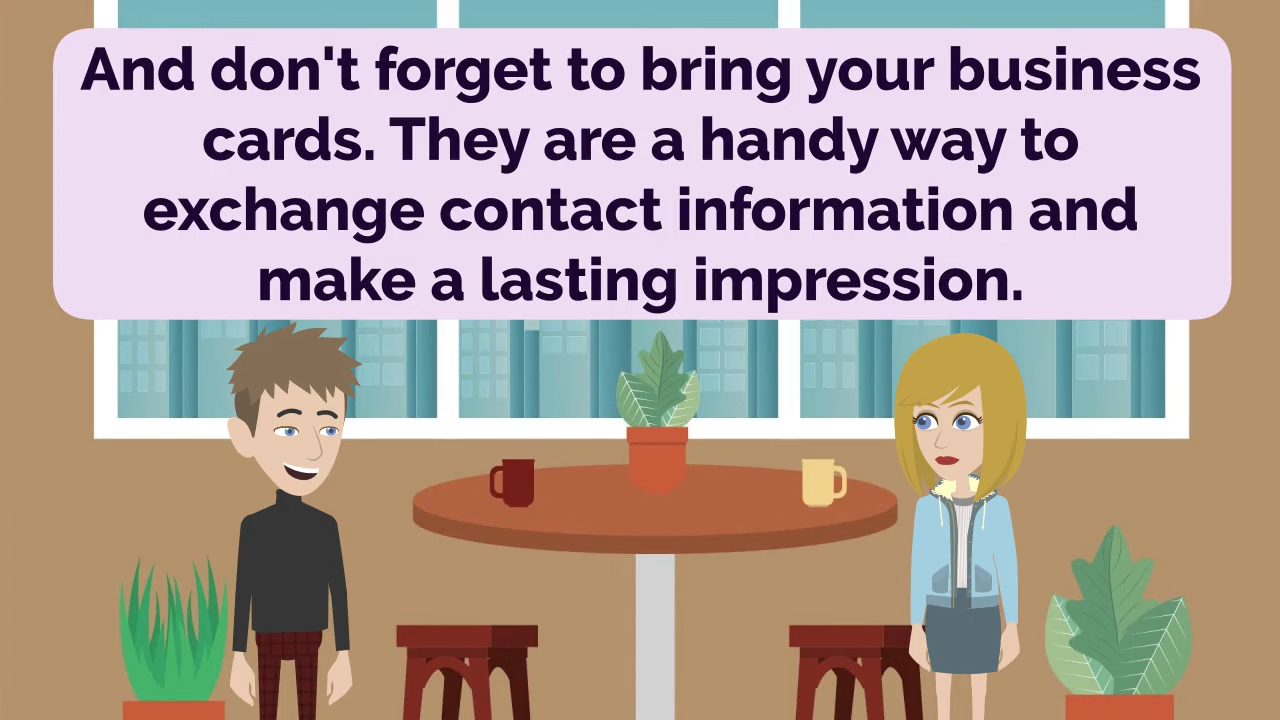 And don't forget to bring your business
cards. They are a handy way to
exchange contact information and
make a lasting impression.